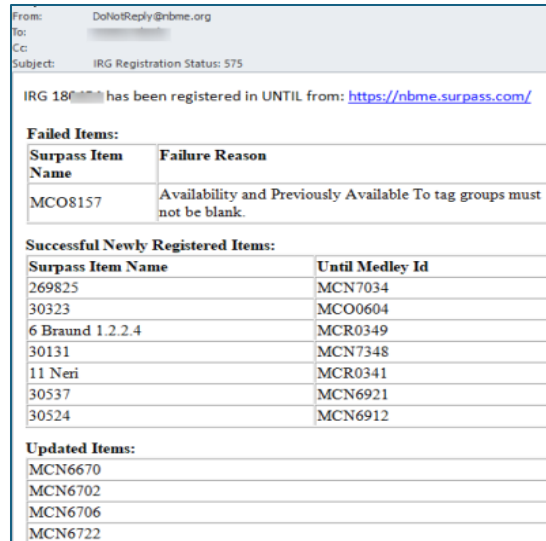 From: DoNotReply@nbme.org
To:
Cc:
Subject: IRG Registration Status: 575
IRG has been registered in UNTIL from: https://nbme.surpass.com/
Failed Items:
Surpass Item Failure Reason
Name
MCO8157 Availability and Previously Available To tag groups must
not be blank.
Successful Newly Registered Items:
Surpass Item Name Until Medley Id
269825 MCN7034
30323 MCO0604
6 Braund 1.2.2.4 MCR0349
30131 MCN7348
11 Neri MCR0341
30537 MCN6921
30524 MCN6912
Updated Items:
MCN6670
MCN6702
MCN6706
MCN6722